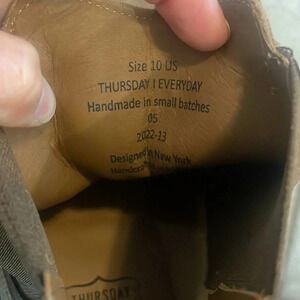 Size 10 US
THURSDAY | EVERYDAY
Handmade in small batches
05
2022-13
Designed in New York
THURSDAY